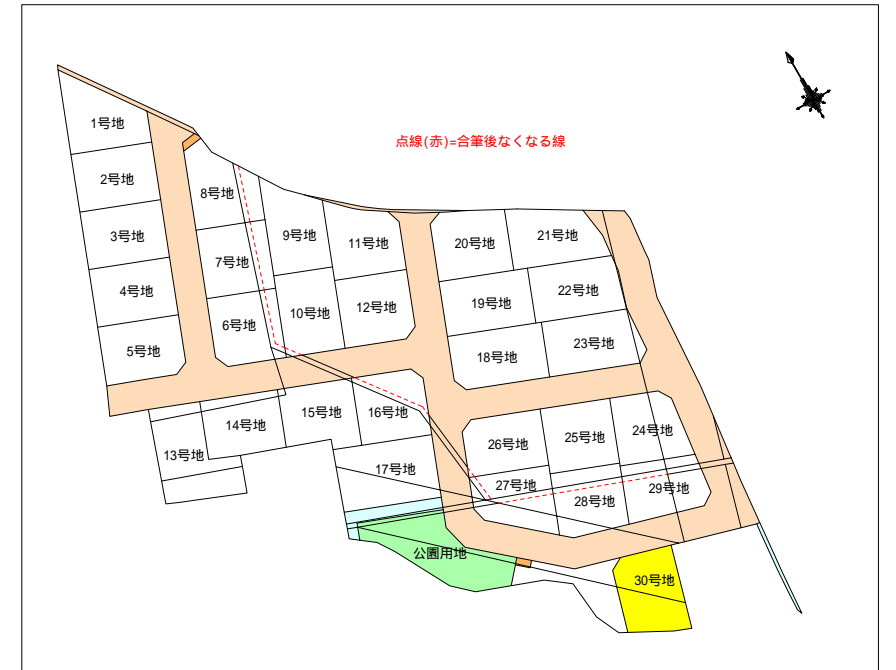 点線(赤)=合筆後なくなる線
1号地
2号地
3号地
4号地
5号地
8号地
7号地
6号地
9号地
10号地
11号地
12号地
20号地
21号地
19号地
22号地
18号地
23号地
13号地
14号地
15号地
16号地
17号地
26号地
25号地
24号地
27号地
28号地
29号地
公園用地
30号地